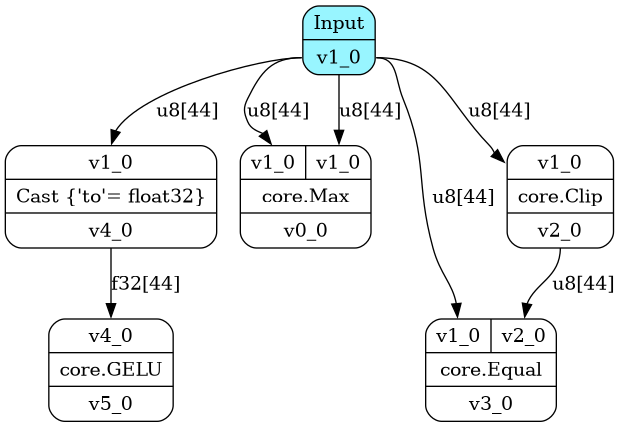 Input
v1_0
u8[44]
u8[44]
u8[44]
u8[44]
v1_0
Cast {'to'= float32}
v4_0
v1_0 v1_0
core.Max
v0_0
u8[44]
v1_0
core.Clip
v2_0
f32[44]
u8[44]
v4_0
core.GELU
v5_0
v1_0 v2_0
core.Equal
v3_0